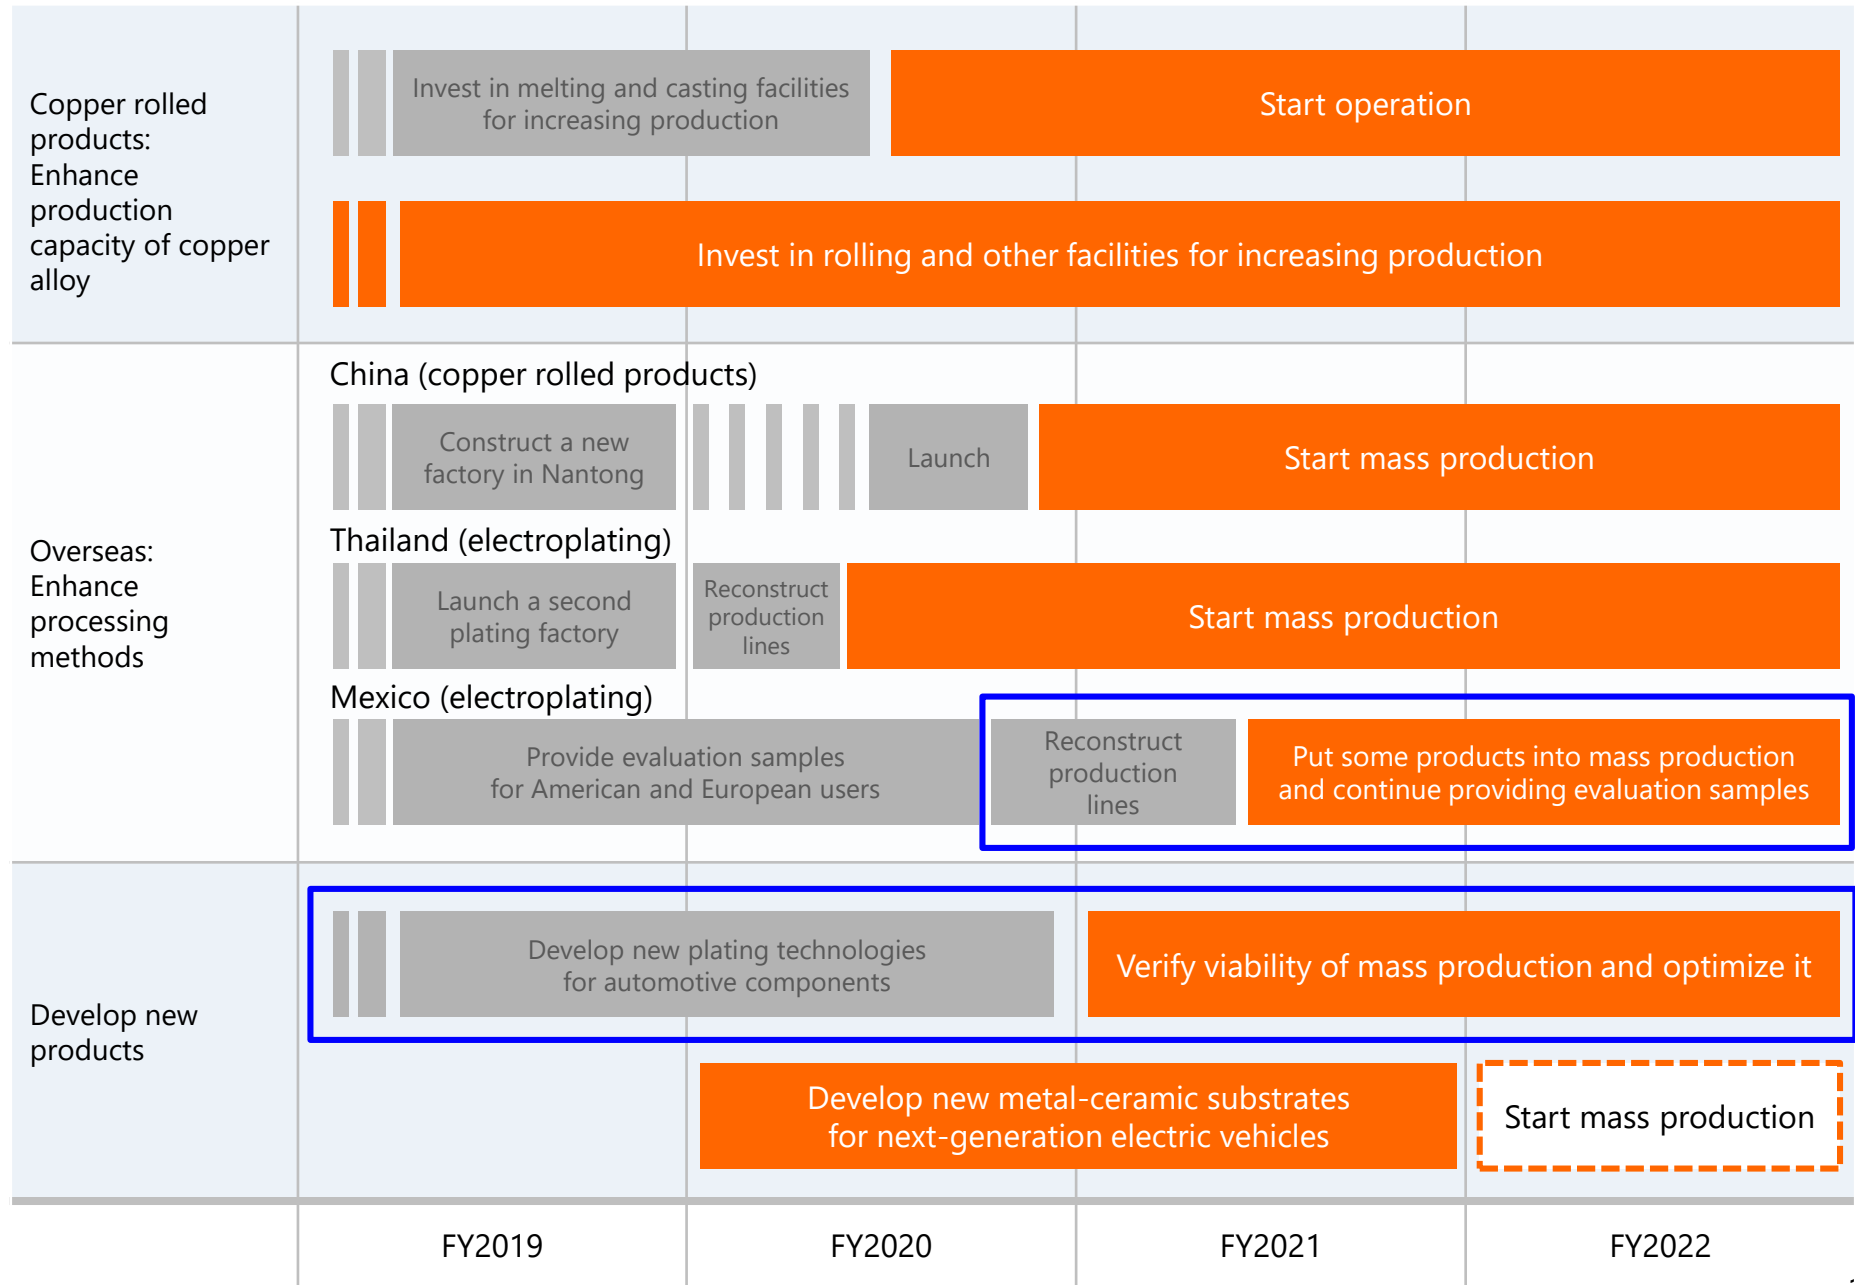 Copper rolled
products:
Enhance
production
capacity of copper
alloy
Invest in melting and casting facilities
for increasing production
Start operation
Invest in rolling and other facilities for increasing production
Overseas:
Enhance
processing
methods
China (copper rolled products)
Construct a new
factory in Nantong
Launch
Start mass production
Thailand (electroplating)
Launch a second
plating factory
Reconstruct
production
lines
Start mass production
Mexico (electroplating)
Provide evaluation samples
for American and European users
Reconstruct
production
lines
Put some products into mass production
and continue providing evaluation samples
Develop new
products
Develop new plating technologies
for automotive components
Verify viability of mass production and optimize it
Develop new metal-ceramic substrates
for next-generation electric vehicles
Start mass production
FY2019
FY2020
FY2021
FY2022